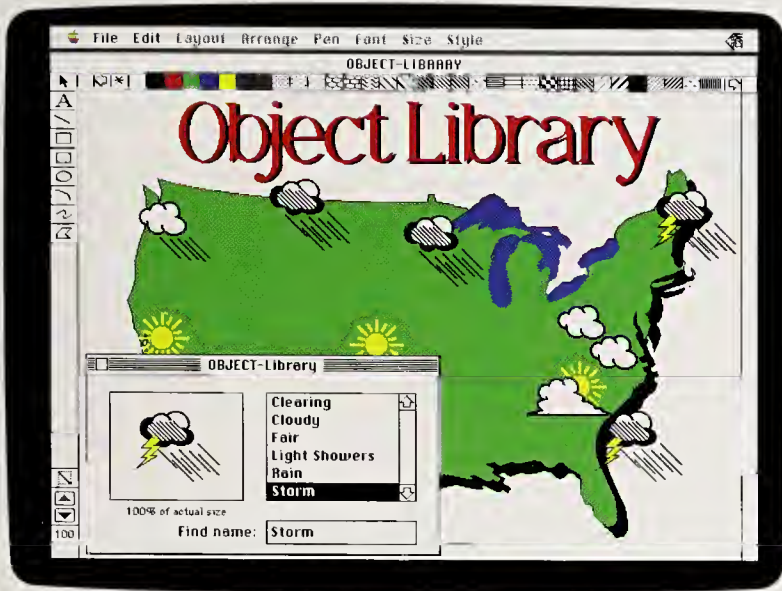 File Edit Layout Arrange Pen Font Size Style
OBJECT-LIBRARY
A
Object Library
OBJECT-Library
Clearing
Cloudy
Fair
Light Showers
Rain
Storm
100% of actual size
Find name: Storm
100